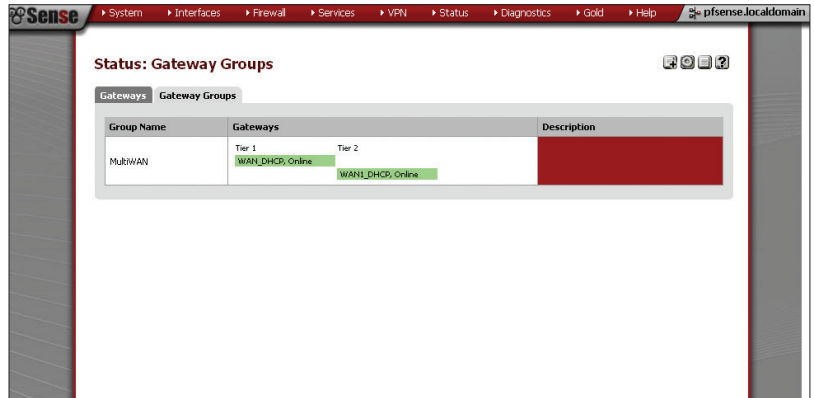 Sense System Interfaces Firewall Services VPN Status Diagnostics Gold Help pfsense.localdomain
Status: Gateway Groups
Gateways Gateway Groups
Group Name Gateways Description
Tier 1 Tier 2
MultiWAN WAN_DHCP, Online
WAN1_DHCP, Online